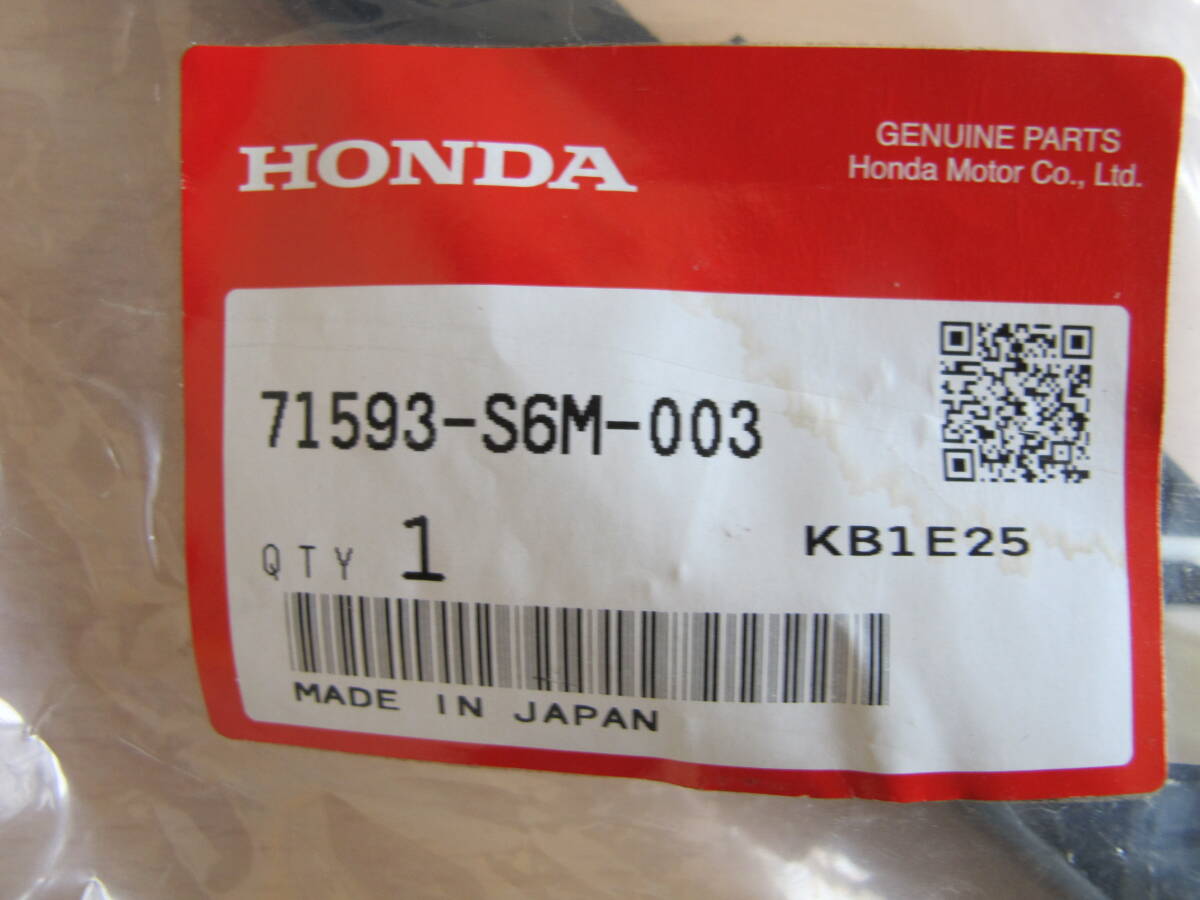 HONDA
GENUINE PARTS
Honda Motor Co., Ltd.
71593-S6M-003
QTY 1
KB1E25
MADE IN JAPAN